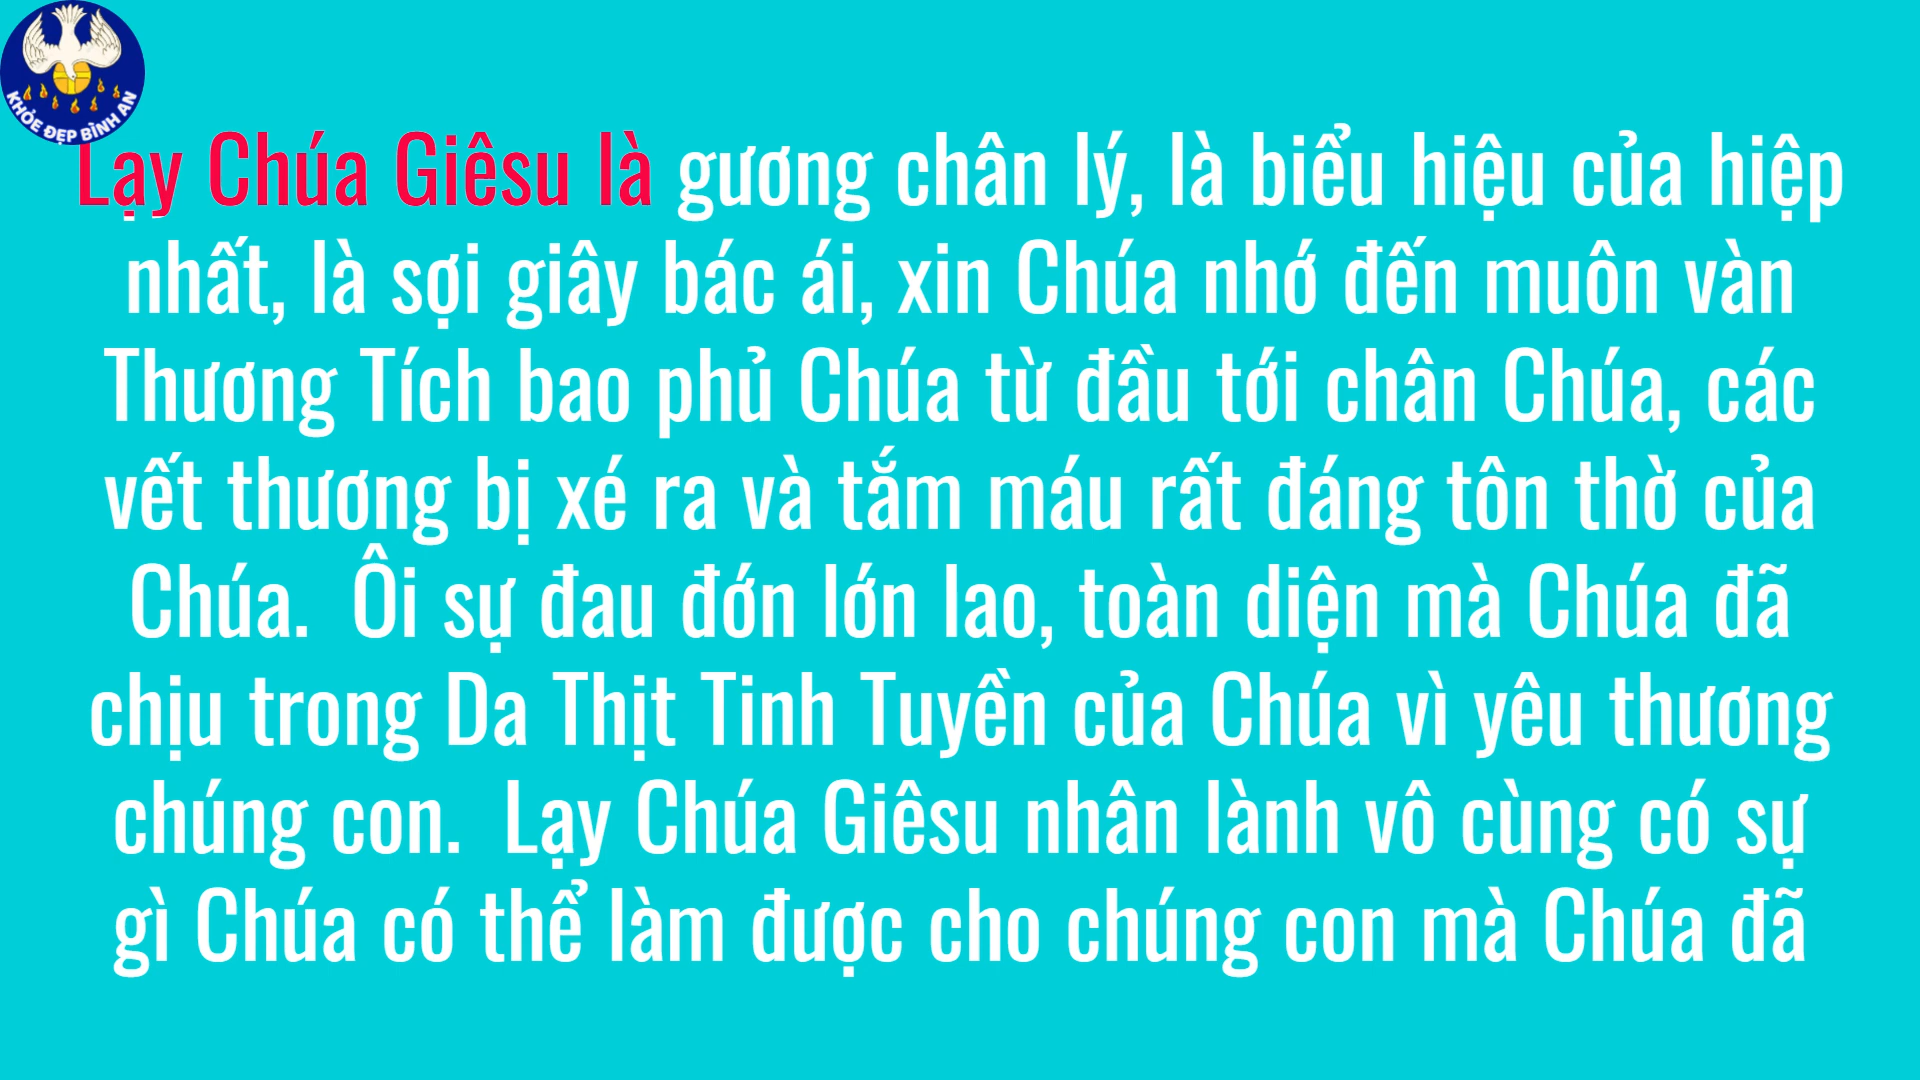 KHỎE ĐẸP BÌNH AN
Lạy Chúa Giêsu là gương chân lý, là biểu hiệu của hiệp
nhất, là sợi giây bác ái, xin Chúa nhớ đến muôn vàn
Thương Tích bao phủ Chúa từ đầu tới chân Chúa, các
vết thương bị xé ra và tắm máu rất đáng tôn thờ của
Chúa.  Ôi sự đau đớn lớn lao, toàn diện mà Chúa đã
chịu trong Da Thịt Tinh Tuyền của Chúa vì yêu thương
chúng con.  Lạy Chúa Giêsu nhân lành vô cùng có sự
gì Chúa có thể làm được cho chúng con mà Chúa đã